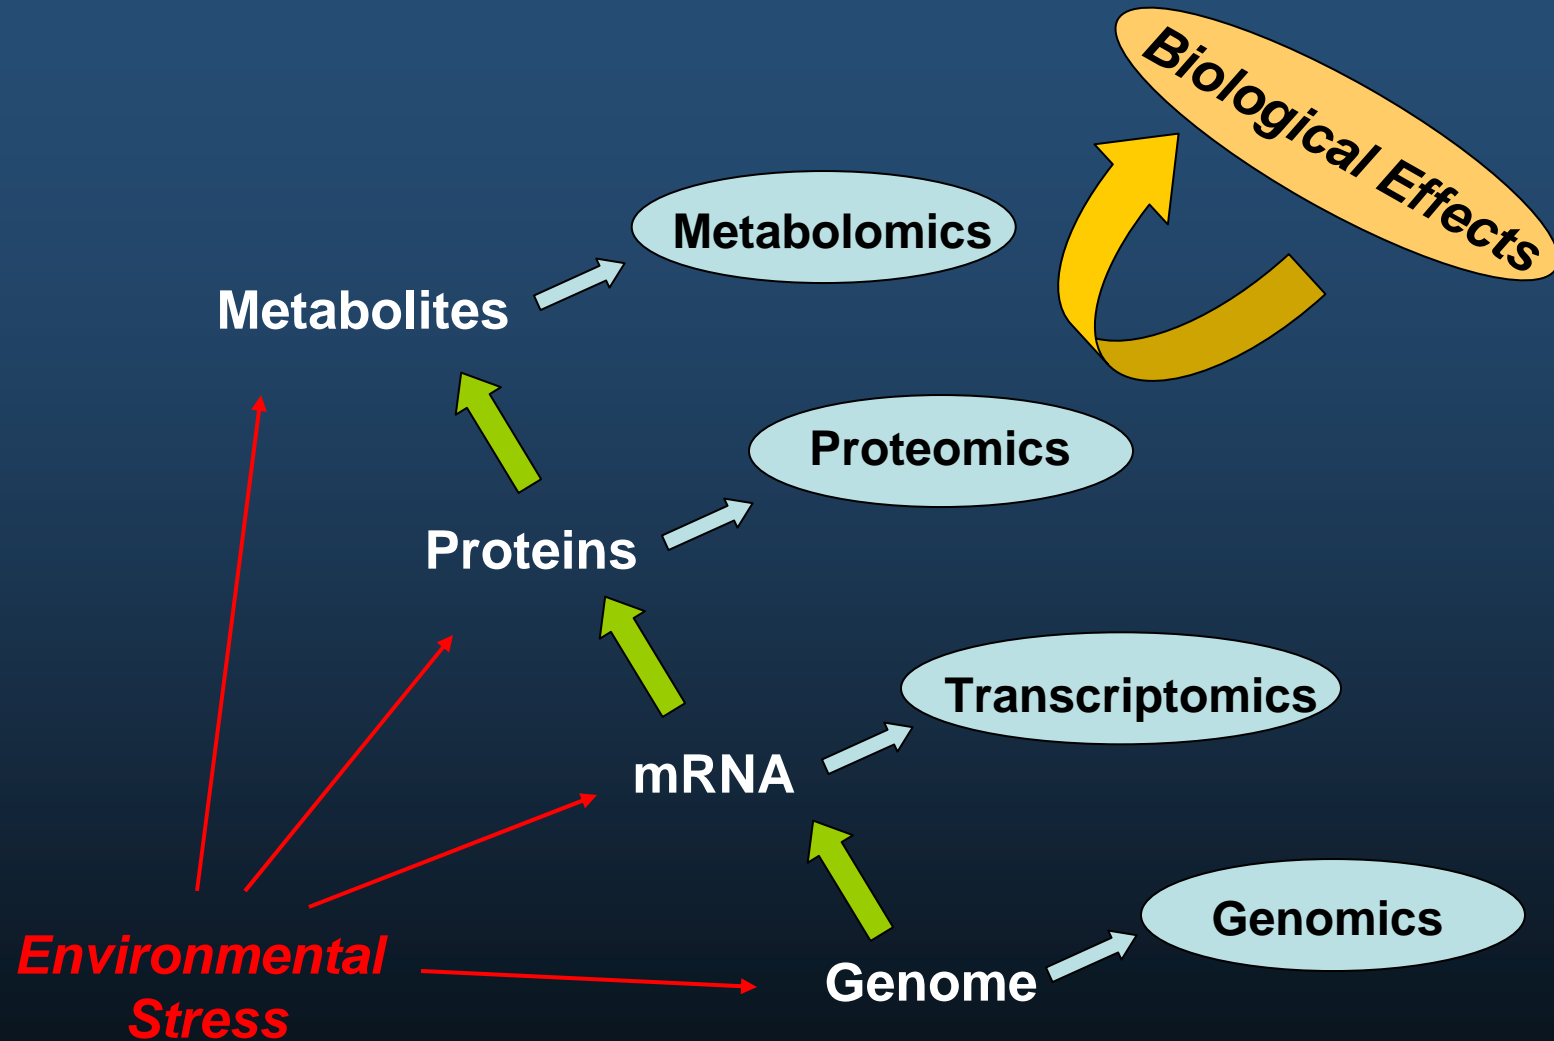 Biological Effects
Metabolomics
Metabolites
Proteomics
Proteins
Transcriptomics
mRNA
Genomics
Genome
Environmental
Stress